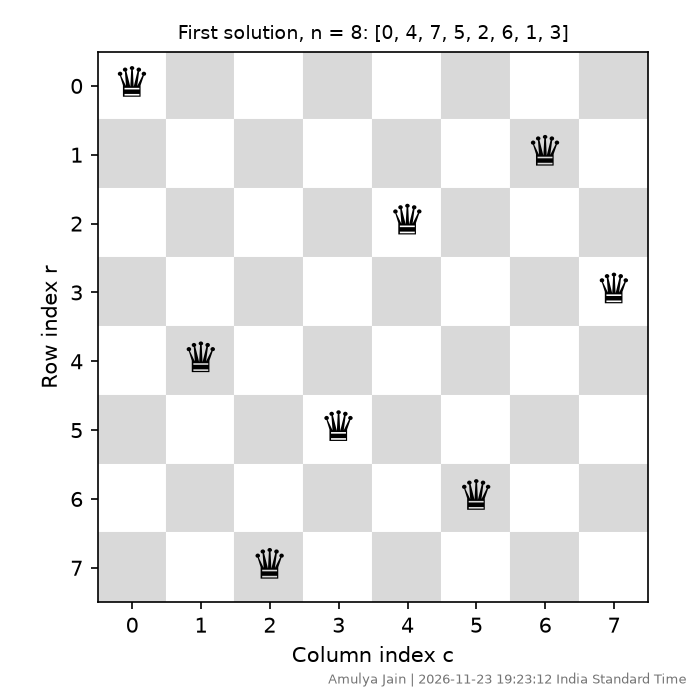 First solution, n = 8: [0, 4, 7, 5, 2, 6, 1, 3]
0
1
2
3
4
5
6
7
Row index r
0 1 2 3 4 5 6 7
Column index c
Amulya Jain | 2026-11-23 19:23:12 India Standard Time